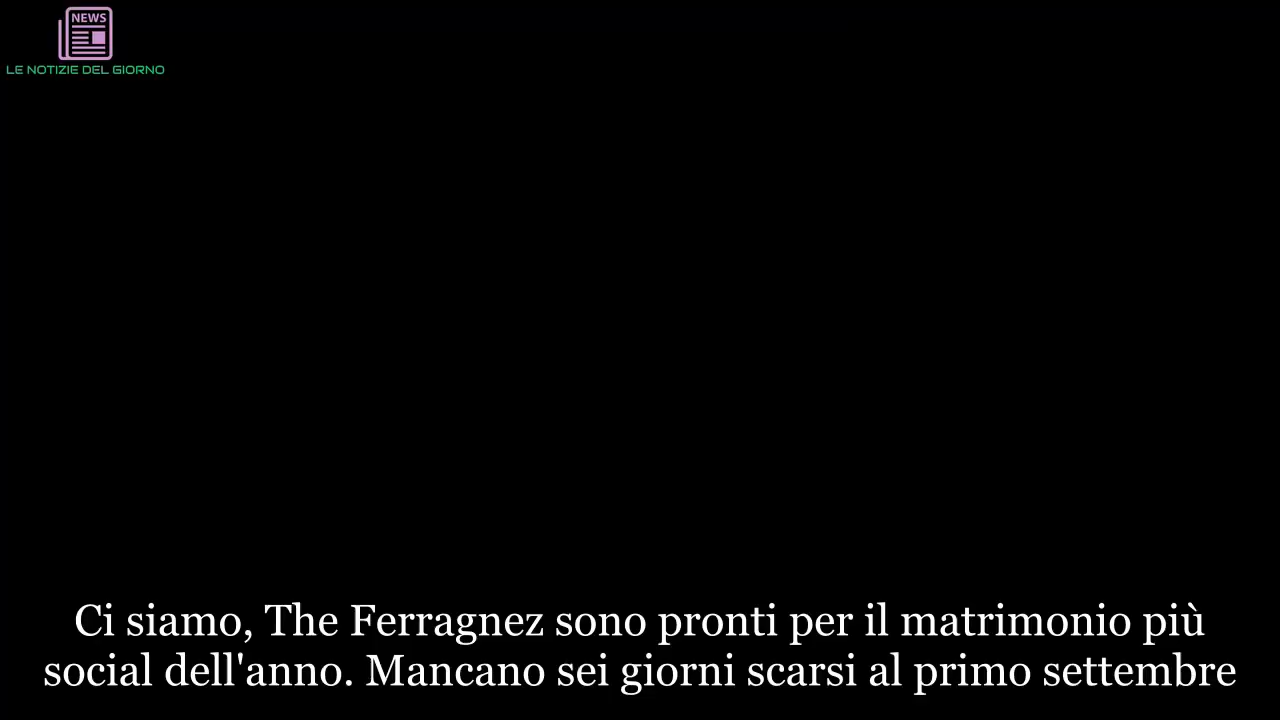 NEWS
LE NOTIZIE DEL GIORNO
Ci siamo, The Ferragnez sono pronti per il matrimonio più
social dell'anno. Mancano sei giorni scarsi al primo settembre